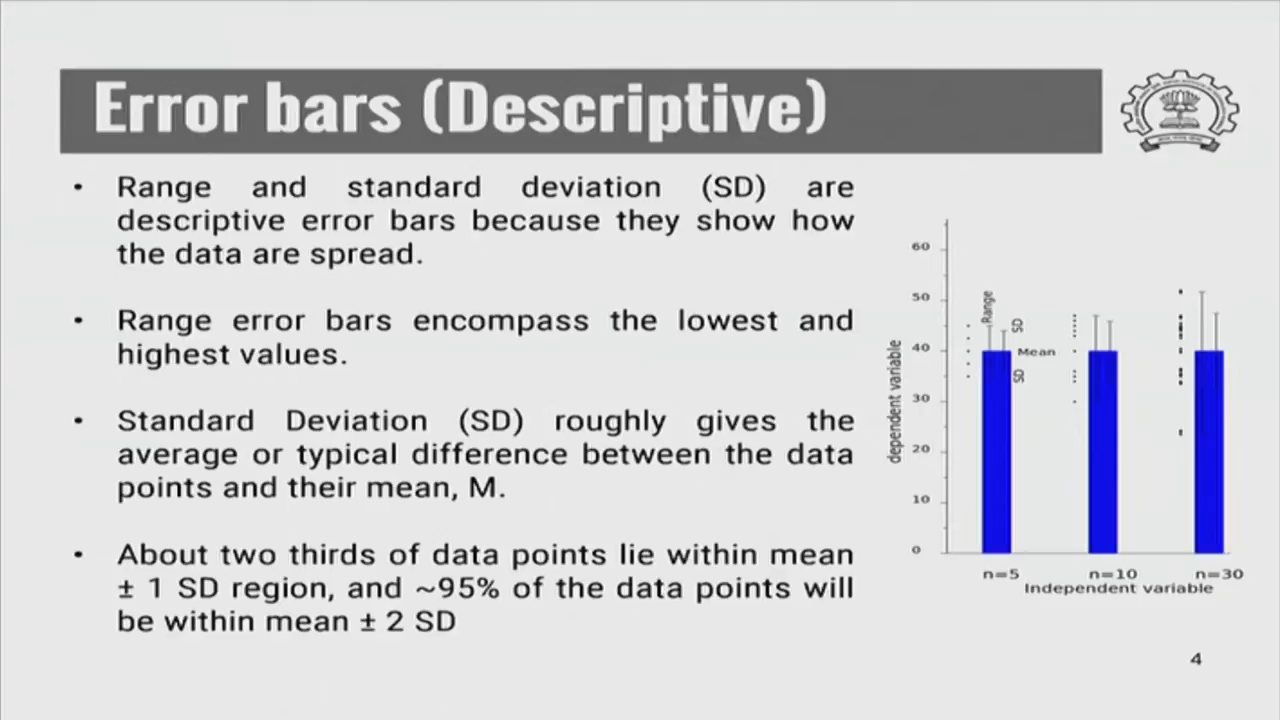 Error bars (Descriptive)
• Range and standard deviation (SD) are
descriptive error bars because they show how
the data are spread.
• Range error bars encompass the lowest and
highest values.
• Standard Deviation (SD) roughly gives the
average or typical difference between the data
points and their mean, M.
• About two thirds of data points lie within mean
± 1 SD region, and ~95% of the data points will
be within mean ± 2 SD
dependent variable
60
50
40
30
20
10
0
Range
SD
Mean
SD
n=5 n=10 n=30
Independent variable
4